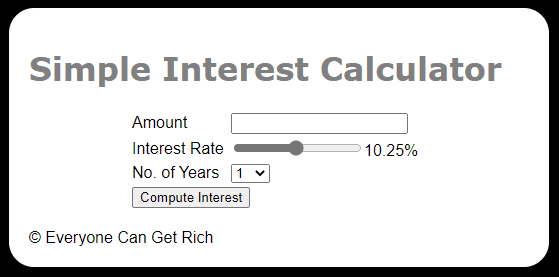 Simple Interest Calculator
Amount
Interest Rate 10.25%
No. of Years 1
Compute Interest
© Everyone Can Get Rich